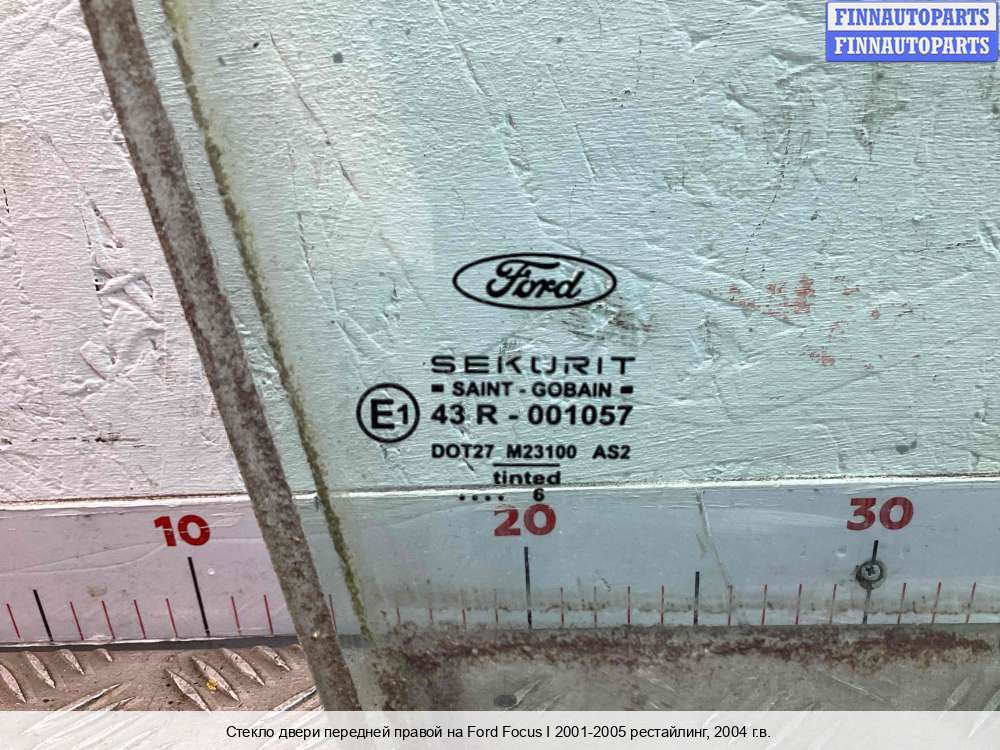 FINNAUTOPARTS
FINNAUTOPARTS
Ford
SEKURIT
SAINT - GOBAIN
E1 43 R - 001057
DOT27 M23100 AS2
tinted
.... 6
10 20 30
Стекло двери передней правой на Ford Focus I 2001-2005 рестайлинг, 2004 г.в.